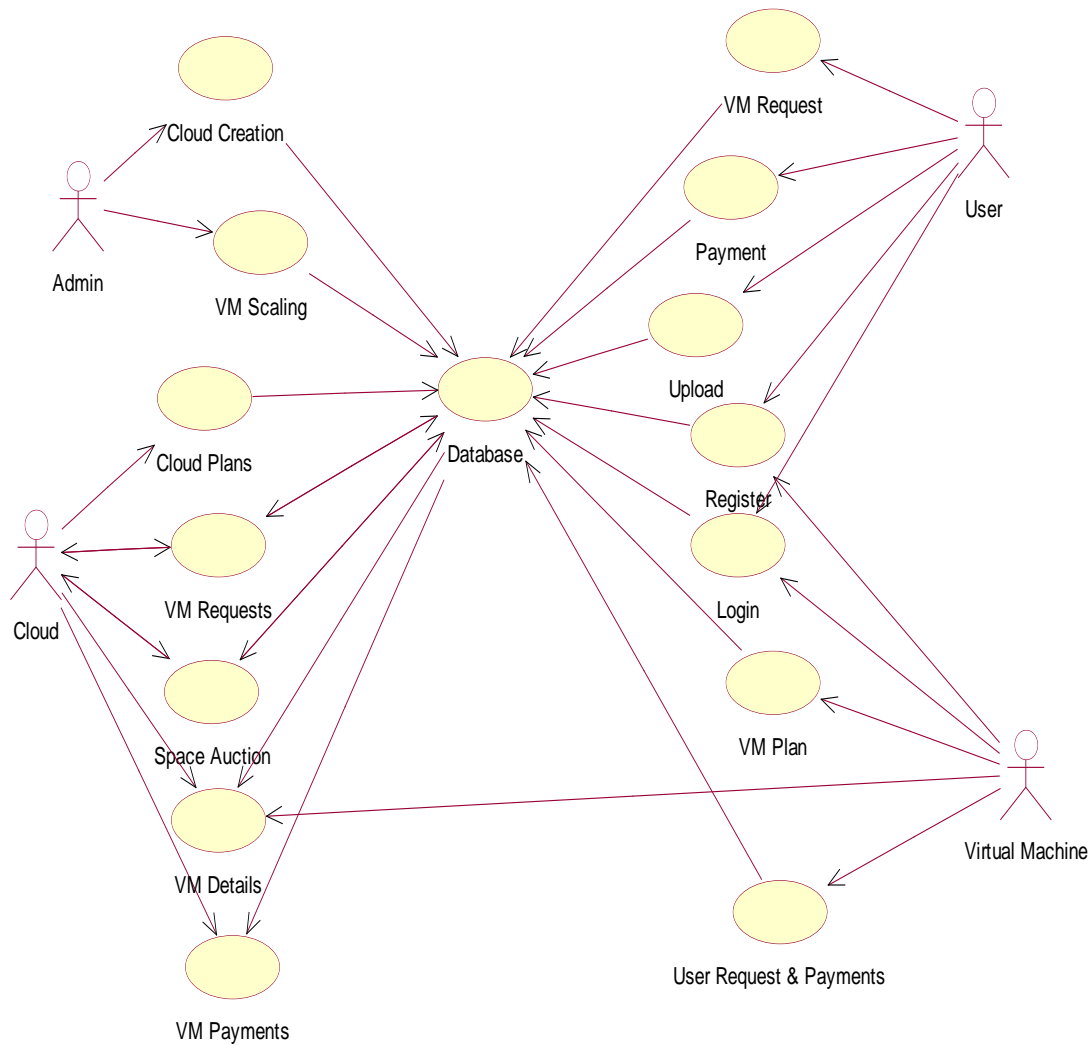 VM Request
Cloud Creation
User
Payment
Admin
VM Scaling
Upload
Database
Cloud Plans
Register
VM Requests
Login
Cloud
VM Plan
Space Auction
Virtual Machine
VM Details
User Request & Payments
VM Payments